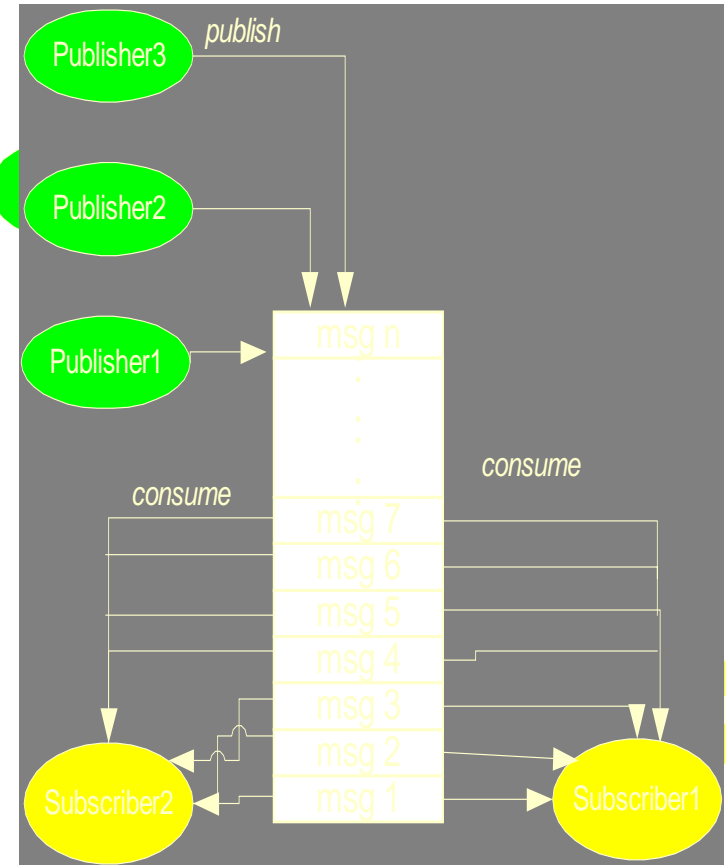 publish
Publisher3
Publisher2
Publisher1
msg n
consume
consume
msg 7
msg 6
msg 5
msg 4
msg 3
msg 2
msg 1
Subscriber2
Subscriber1